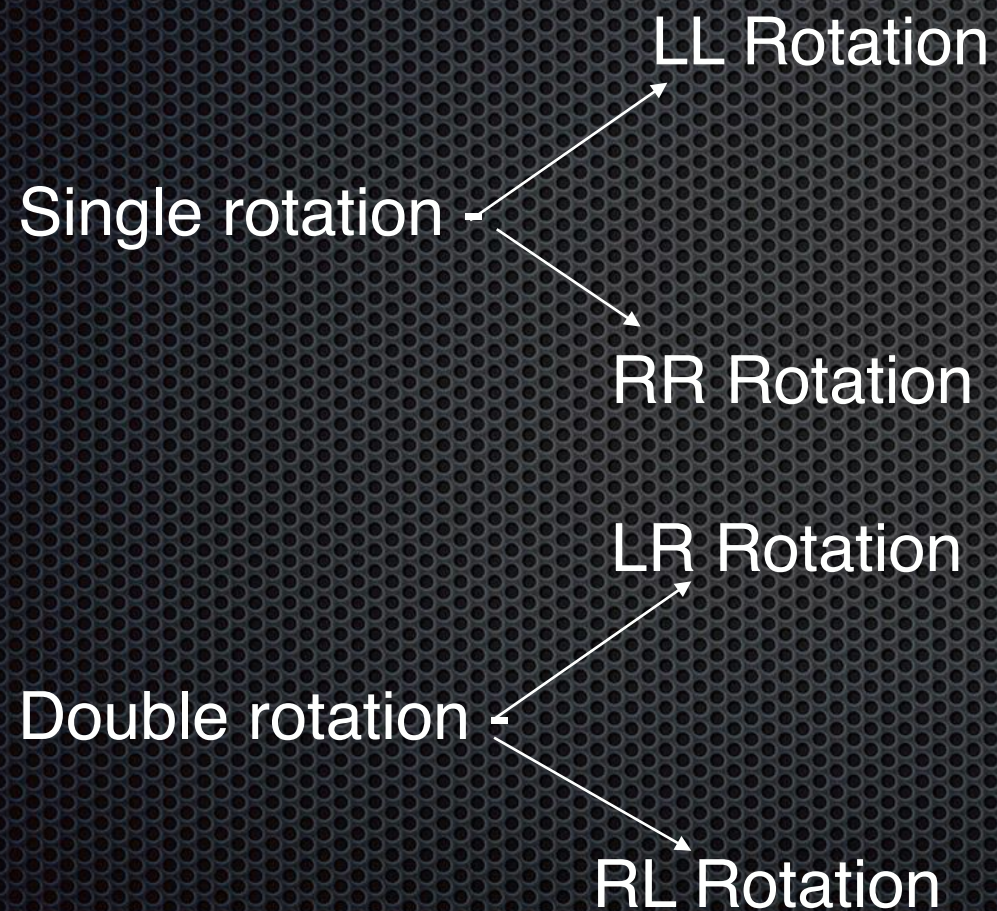 LL Rotation
Single rotation -
RR Rotation
LR Rotation
Double rotation -
RL Rotation